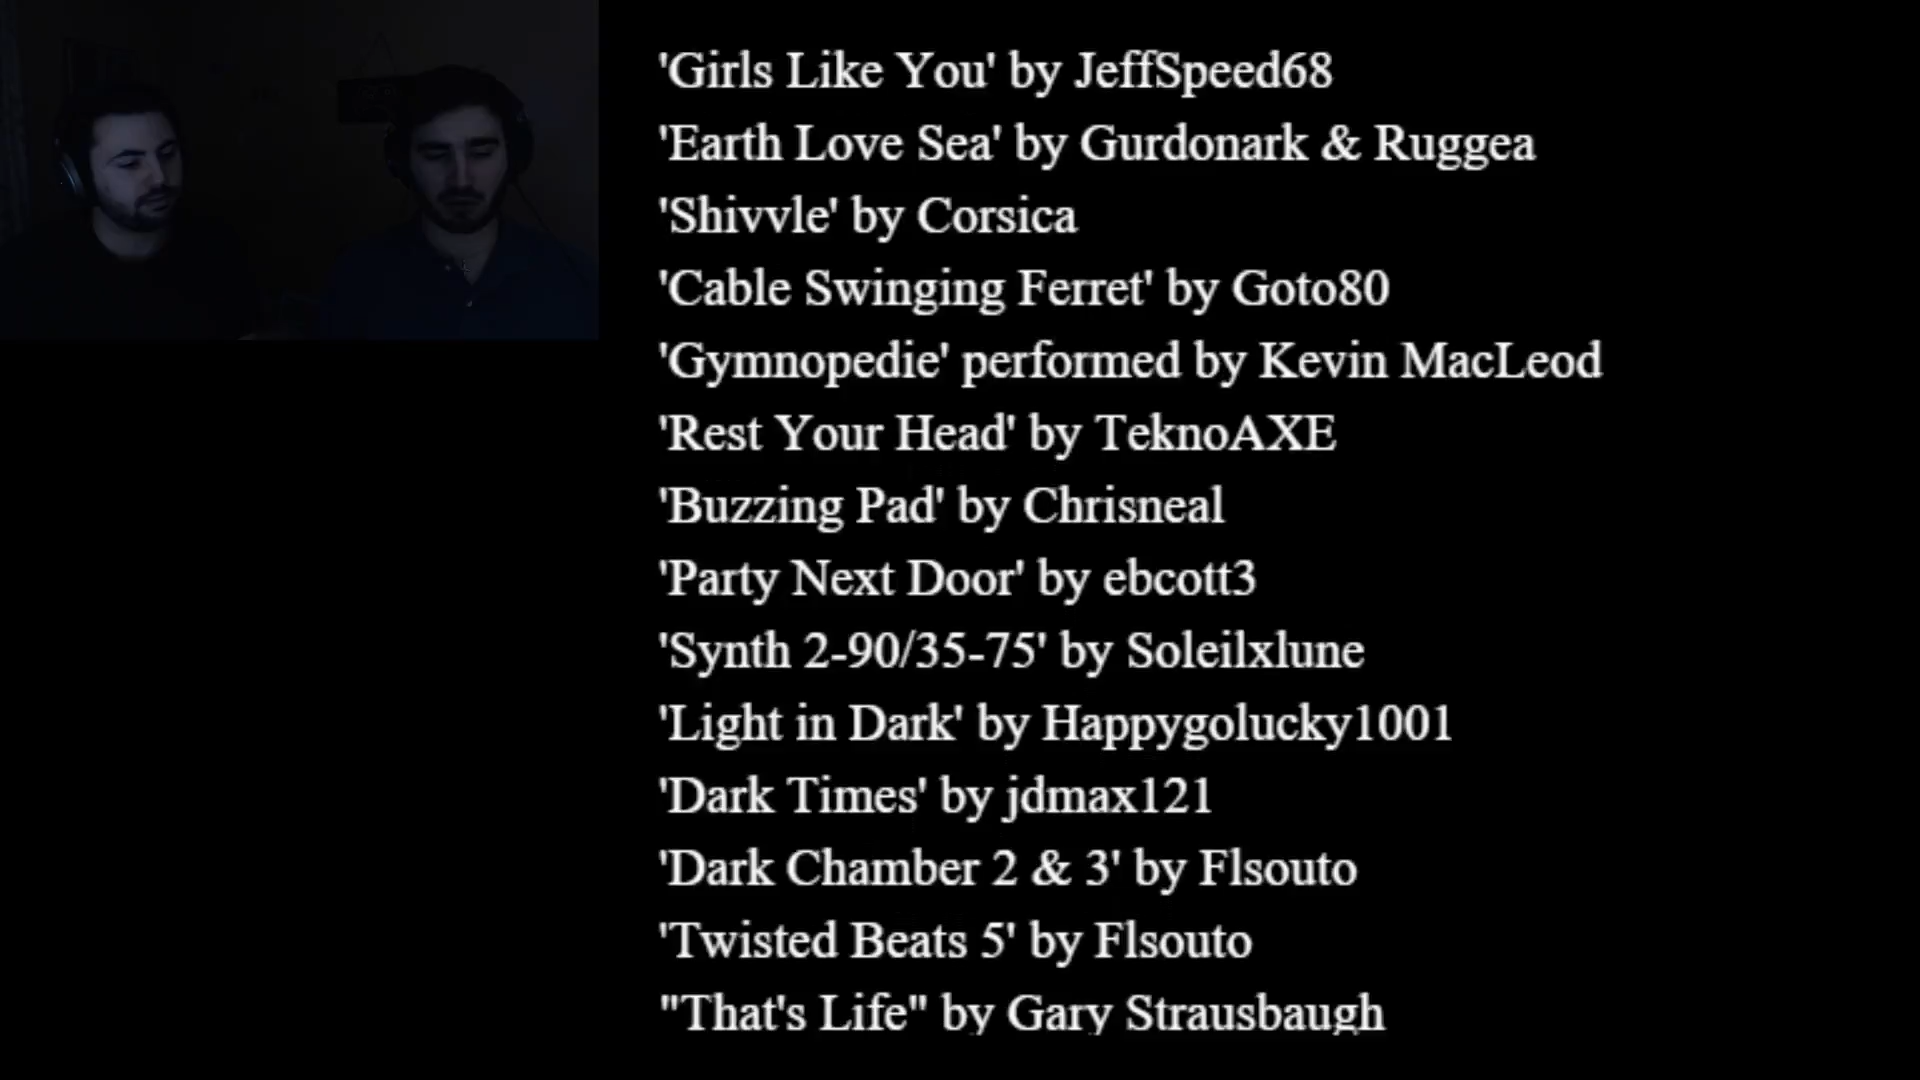 'Girls Like You' by JeffSpeed68
'Earth Love Sea' by Gurdonark & Ruggea
'Shivvle' by Corsica
'Cable Swinging Ferret' by Goto80
'Gymnopedie' performed by Kevin MacLeod
'Rest Your Head' by TeknoAXE
'Buzzing Pad' by Chrisneal
'Party Next Door' by ebcott3
'Synth 2-90/35-75' by Soleilxlune
'Light in Dark' by Happygolucky1001
'Dark Times' by jdmax121
'Dark Chamber 2 & 3' by Flsouto
'Twisted Beats 5' by Flsouto
"That's Life" by Gary Strausbaugh